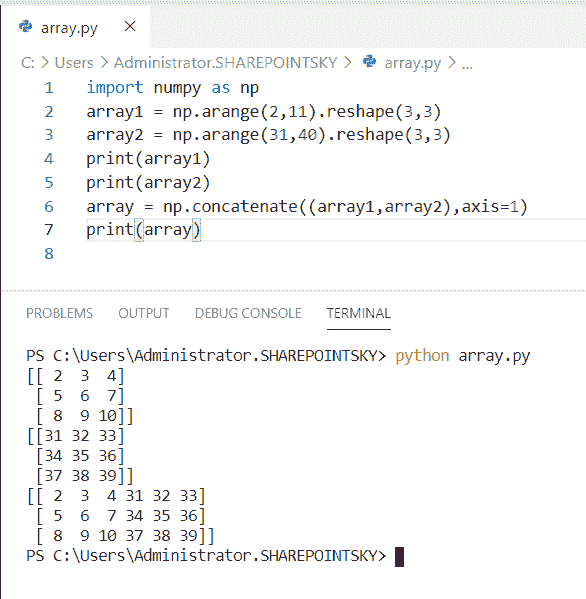 array.py ×
C: > Users > Administrator.SHAREPOINTSKY > array.py > ...
1 import numpy as np
2 array1 = np.arange(2,11).reshape(3,3)
3 array2 = np.arange(31,40).reshape(3,3)
4 print(array1)
5 print(array2)
6 array = np.concatenate((array1,array2),axis=1)
7 print(array)
8
PROBLEMS OUTPUT DEBUG CONSOLE TERMINAL
PS C:\Users\Administrator.SHAREPOINTSKY> python array.py
[[ 2  3  4]
 [ 5  6  7]
 [ 8  9 10]]
[[31 32 33]
 [34 35 36]
 [37 38 39]]
[[ 2  3  4 31 32 33]
 [ 5  6  7 34 35 36]
 [ 8  9 10 37 38 39]]
PS C:\Users\Administrator.SHAREPOINTSKY>